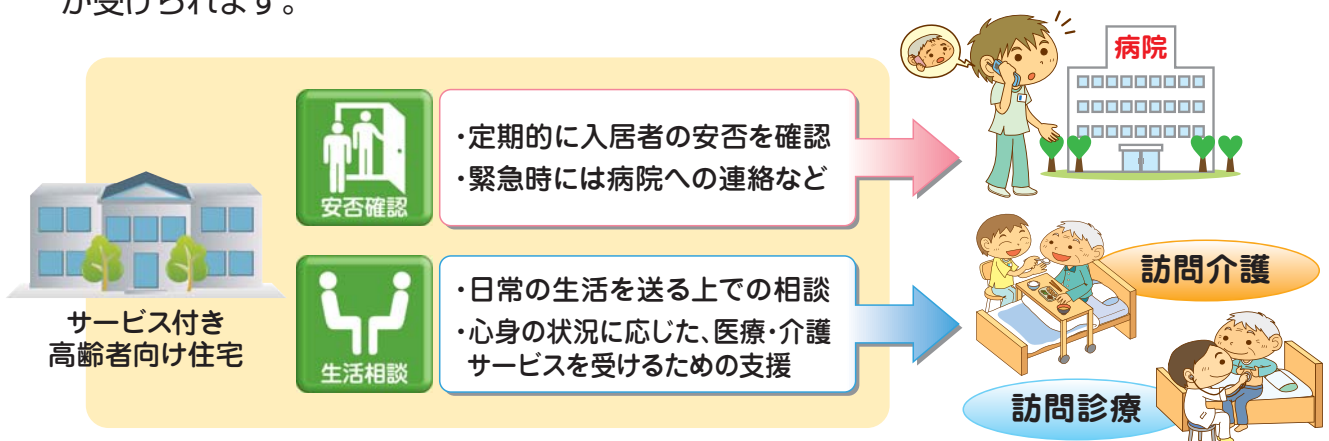 が受けられます。
安否確認
・定期的に入居者の安否を確認
・緊急時には病院への連絡など
病院
サービス付き
高齢者向け住宅
生活相談
・日常の生活を送る上での相談
・心身の状況に応じた、医療・介護
サービスを受けるための支援
訪問介護
訪問診療